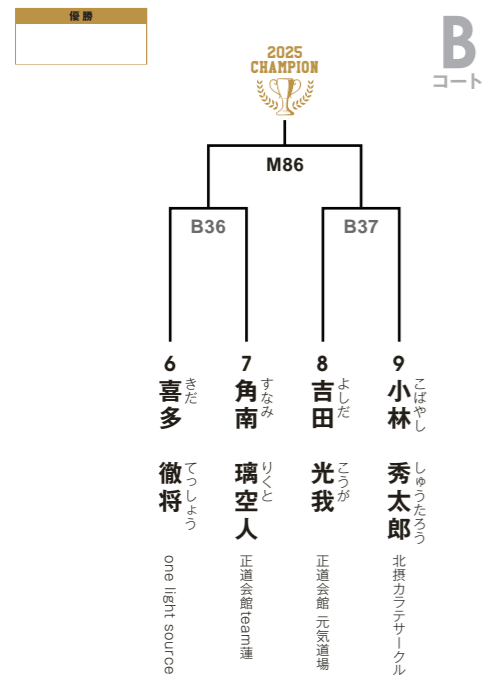 優勝
B
コート
2025
CHAMPION
M86
B36
B37
6
喜多 徹将
きだ てっしょう
one light source
7
角南 璃空人
すなみ りくと
正道会館team蓮
8
吉田 光我
よしだ こうが
正道会館 元気道場
9
小林 秀太郎
こばやし しゅうたろう
北摂カラテサークル